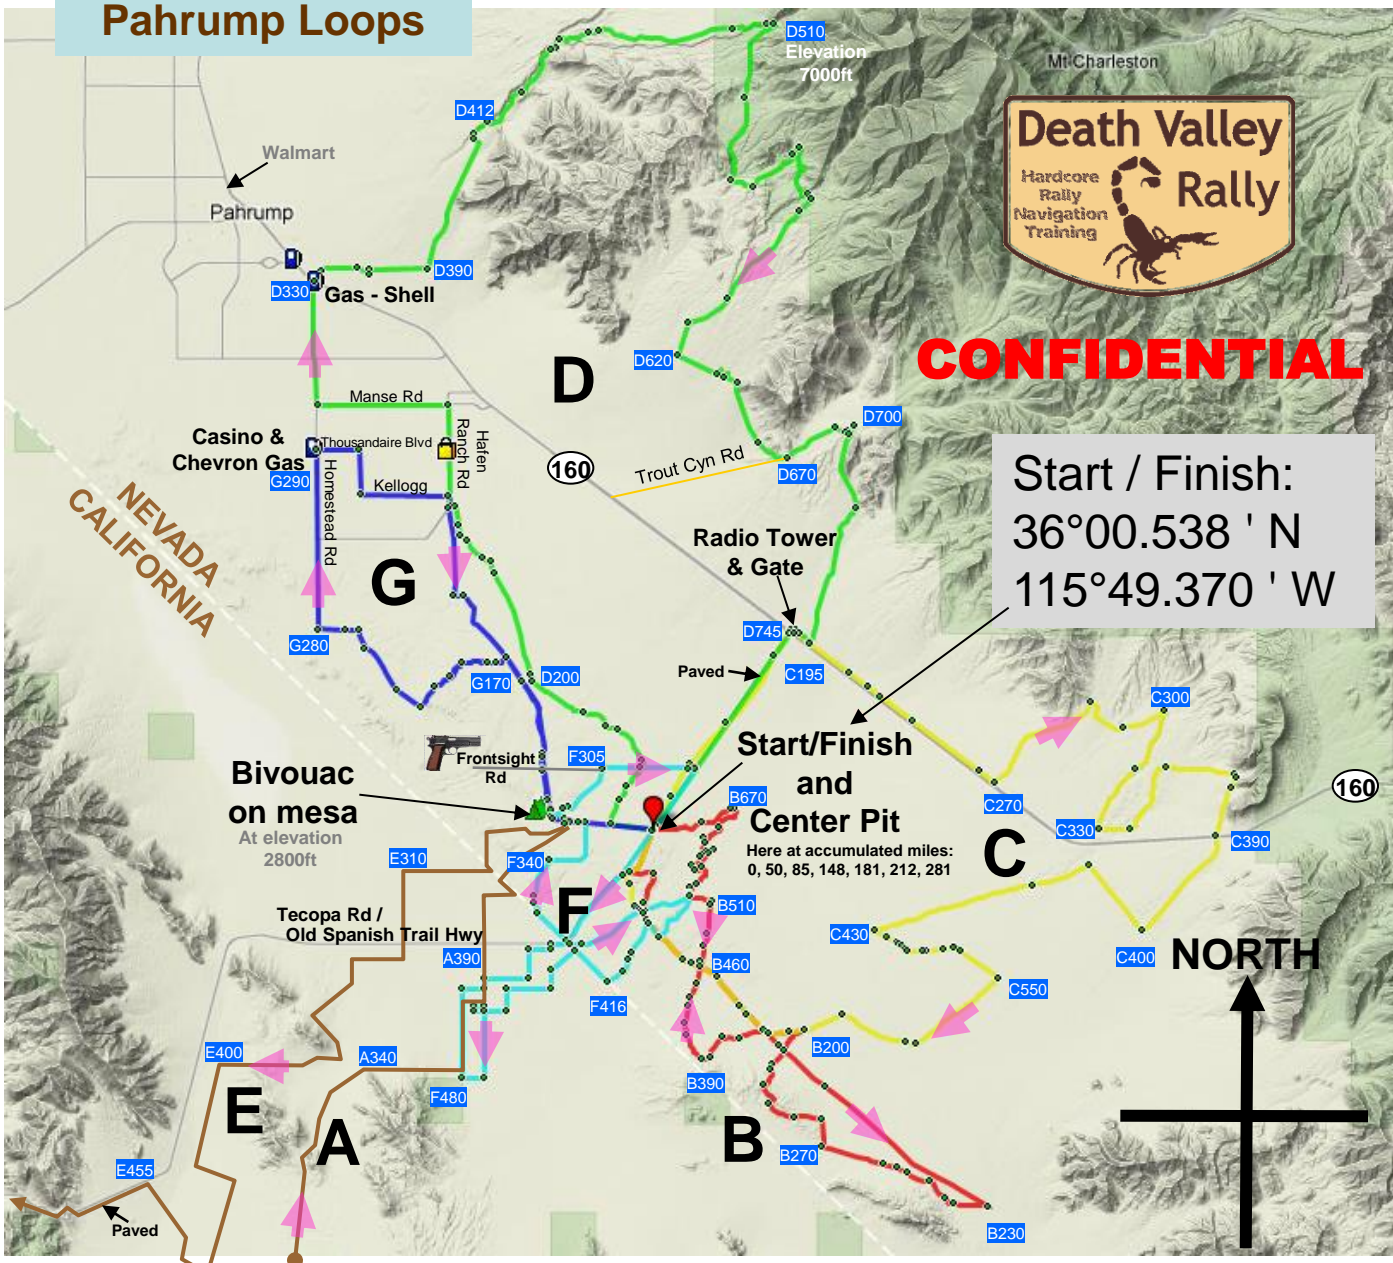 Pahrump Loops
D510
Elevation
7000ft
Mt Charleston
Death Valley
Rally
Hardcore
Rally
Navigation
Training
D412
Walmart
Pahrump
D390
D330
Gas - Shell
CONFIDENTIAL
D620
D
Manse Rd
D700
Casino &
Chevron Gas
Thousandaire Blvd
Hafen
Ranch Rd
160
Trout Cyn Rd
D670
G290
Homestead Rd
Kellogg
Start / Finish:
36°00.538 ' N
115°49.370 ' W
NEVADA
CALIFORNIA
Radio Tower
& Gate
G
G280
D745
G170
D200
Paved
C195
C300
Frontsight
Rd
F305
Start/Finish
and
Center Pit
Here at accumulated miles:
0, 50, 85, 148, 181, 212, 281
Bivouac
on mesa
At elevation
2800ft
B670
C270
160
C330
C390
C
E310
F340
F
B510
Tecopa Rd /
Old Spanish Trail Hwy
A390
C430
C400
NORTH
B460
C550
F416
E400
A340
B200
B390
F480
E
A
B
B270
E455
Paved
B230